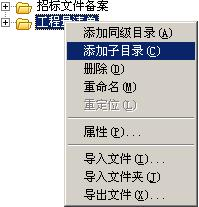 招标文件备案
工程
添加同级目录(A)
添加子目录(C)
删除(D)
重命名(M)
重定位(L)
属性(P)...
导入文件(I)...
导入文件夹(T)
导出文件(X)...